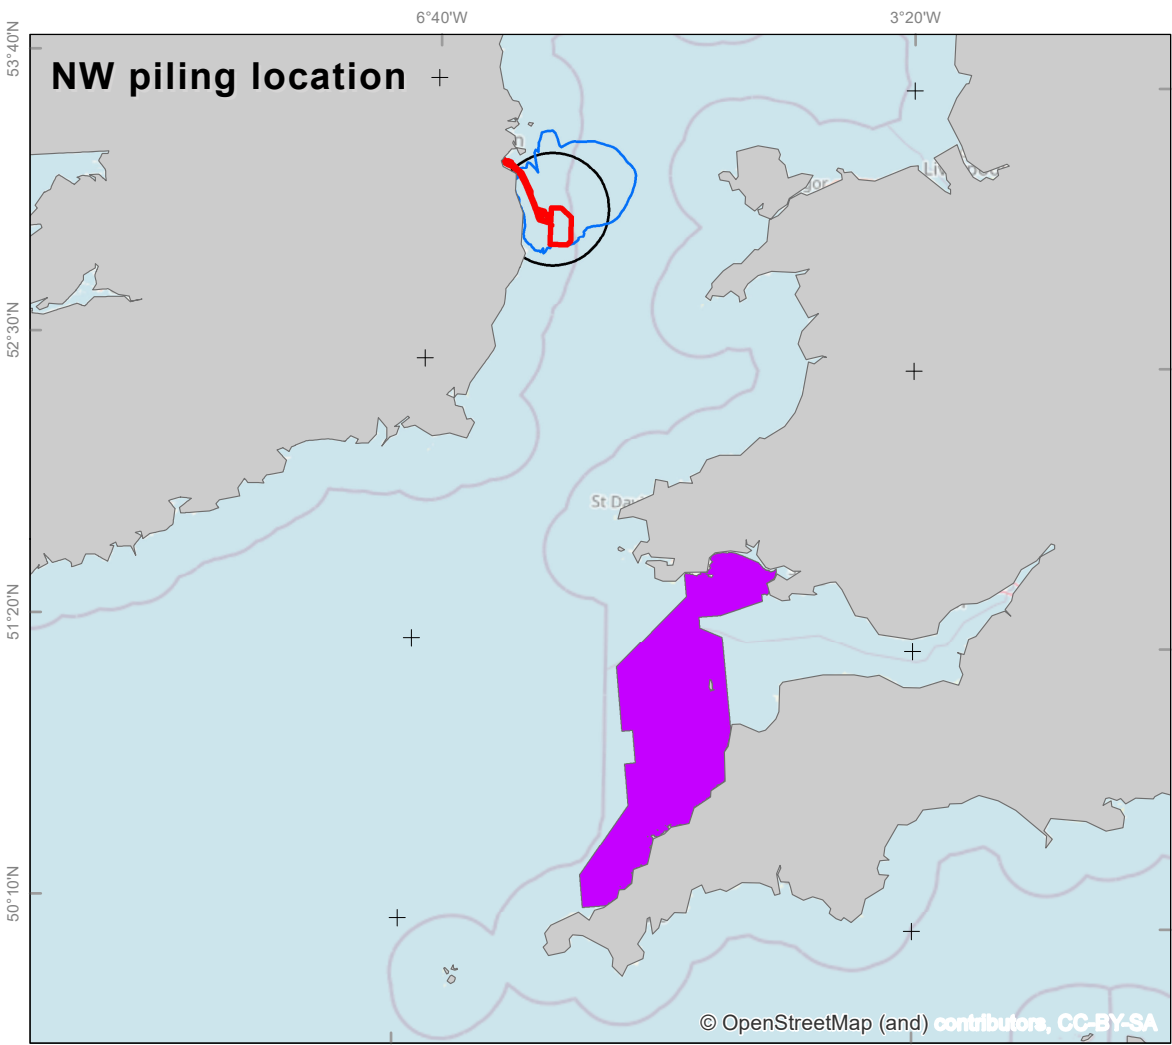 6°40'W
3°20'W
53°40'N
NW piling location
52°30'N
St Da
51°20'N
50°10'N
© OpenStreetMap (and) contributors, CC-BY-SA